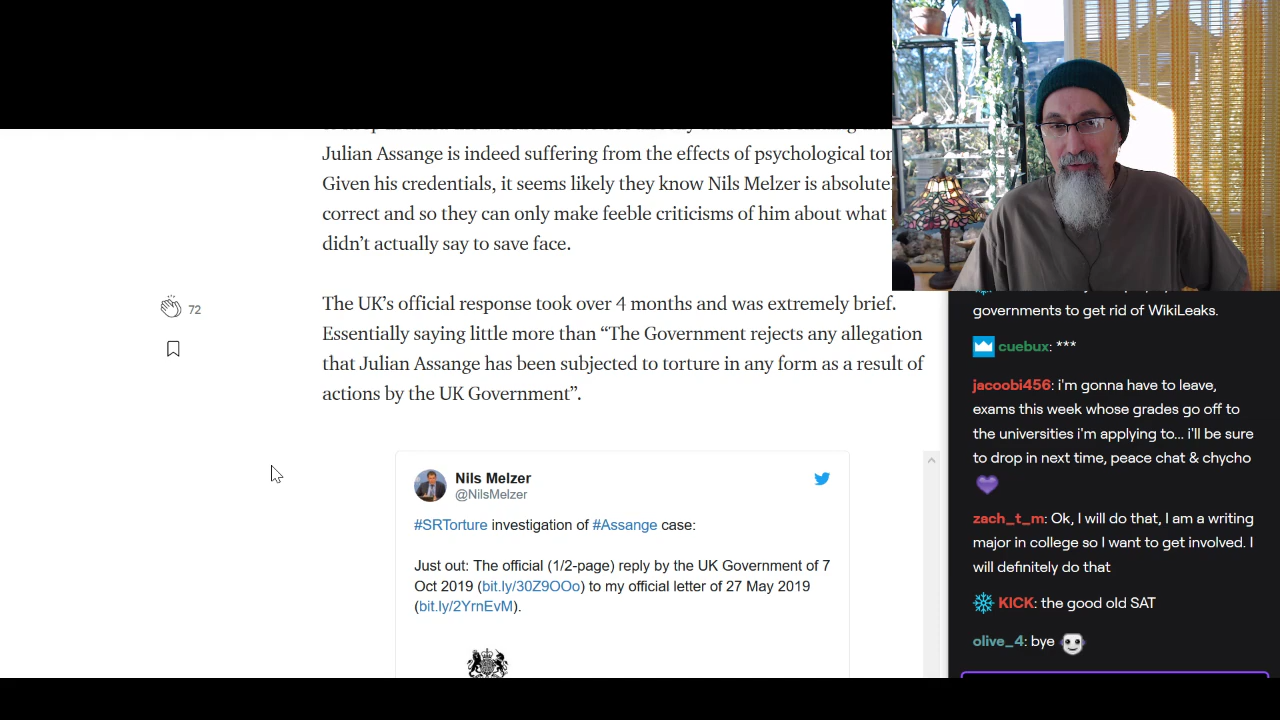 Julian Assange is indeed suffering from the effects of psychological tor
Given his credentials, it seems likely they know Nils Melzer is absolute
correct and so they can only make feeble criticisms of him about what
didn’t actually say to save face.
72
The UK’s official response took over 4 months and was extremely brief.
Essentially saying little more than “The Government rejects any allegation
that Julian Assange has been subjected to torture in any form as a result of
actions by the UK Government”.
Nils Melzer
@NilsMelzer
#SRTorture investigation of #Assange case:
Just out: The official (1/2-page) reply by the UK Government of 7
Oct 2019 (bit.ly/30Z9OOo) to my official letter of 27 May 2019
(bit.ly/2YrnEvM).
governments to get rid of WikiLeaks.
cuebux: ***
jacoobi456: i'm gonna have to leave,
exams this week whose grades go off to
the universities i'm applying to... i'll be sure
to drop in next time, peace chat & chycho
zach_t_m: Ok, I will do that, I am a writing
major in college so I want to get involved. I
will definitely do that
KICK: the good old SAT
olive_4: bye